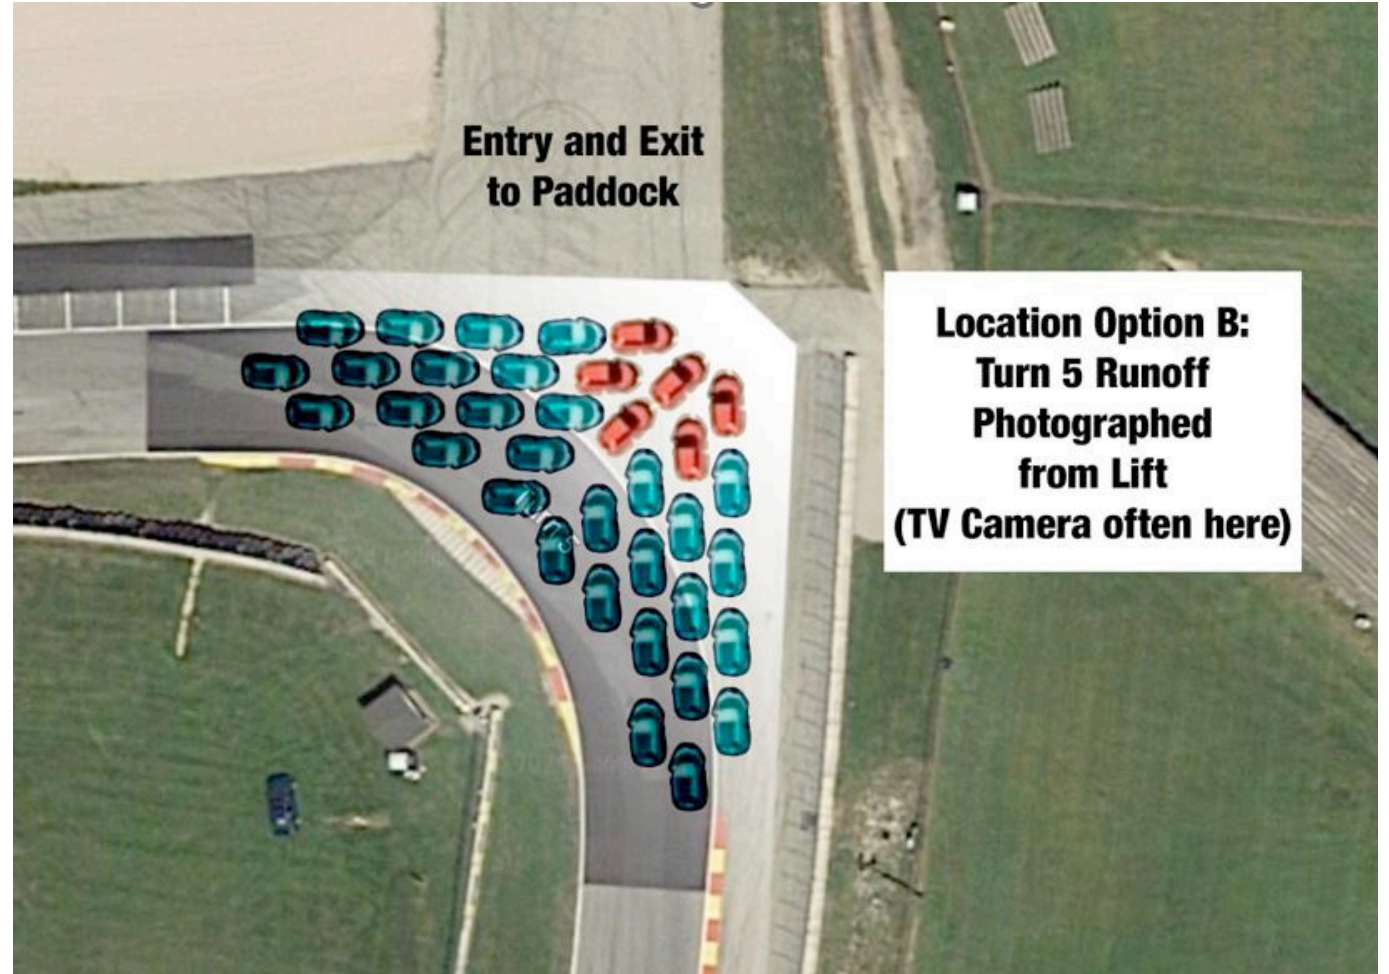 Entry and Exit
to Paddock
Location Option B:
Turn 5 Runoff
Photographed
from Lift
(TV Camera often here)